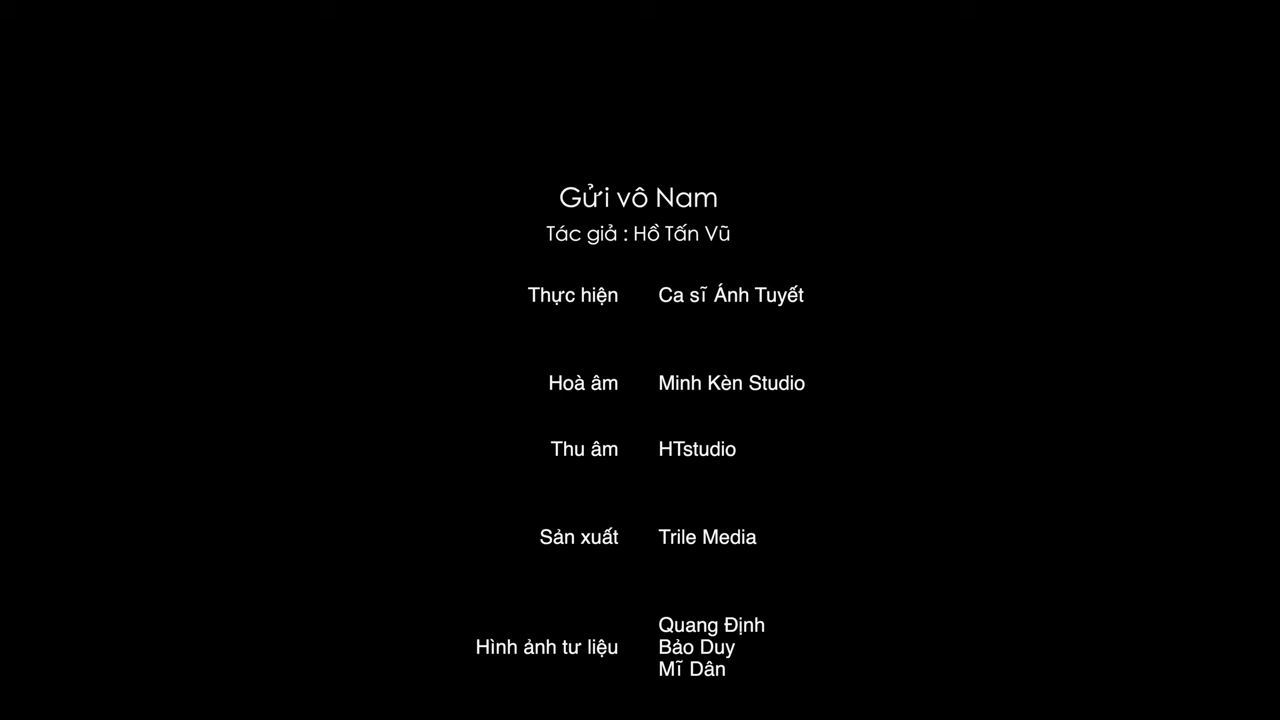 Gửi vô Nam
Tác giả : Hồ Tấn Vũ
Thực hiện Ca sĩ Ánh Tuyết
Hoà âm Minh Kèn Studio
Thu âm HTstudio
Sản xuất Trile Media
Hình ảnh tư liệu Quang Định
Bảo Duy
Mĩ Dân